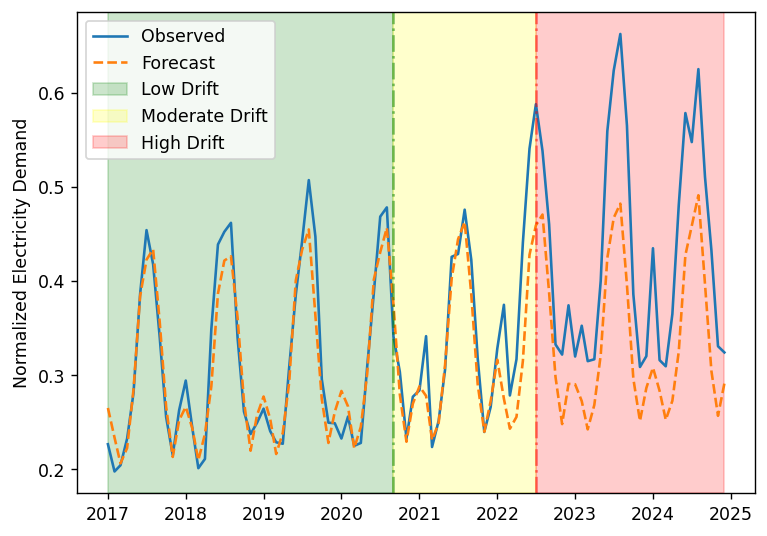 Observed
Forecast
Low Drift
Moderate Drift
High Drift
Normalized Electricity Demand
0.6
0.5
0.4
0.3
0.2
2017 2018 2019 2020 2021 2022 2023 2024 2025